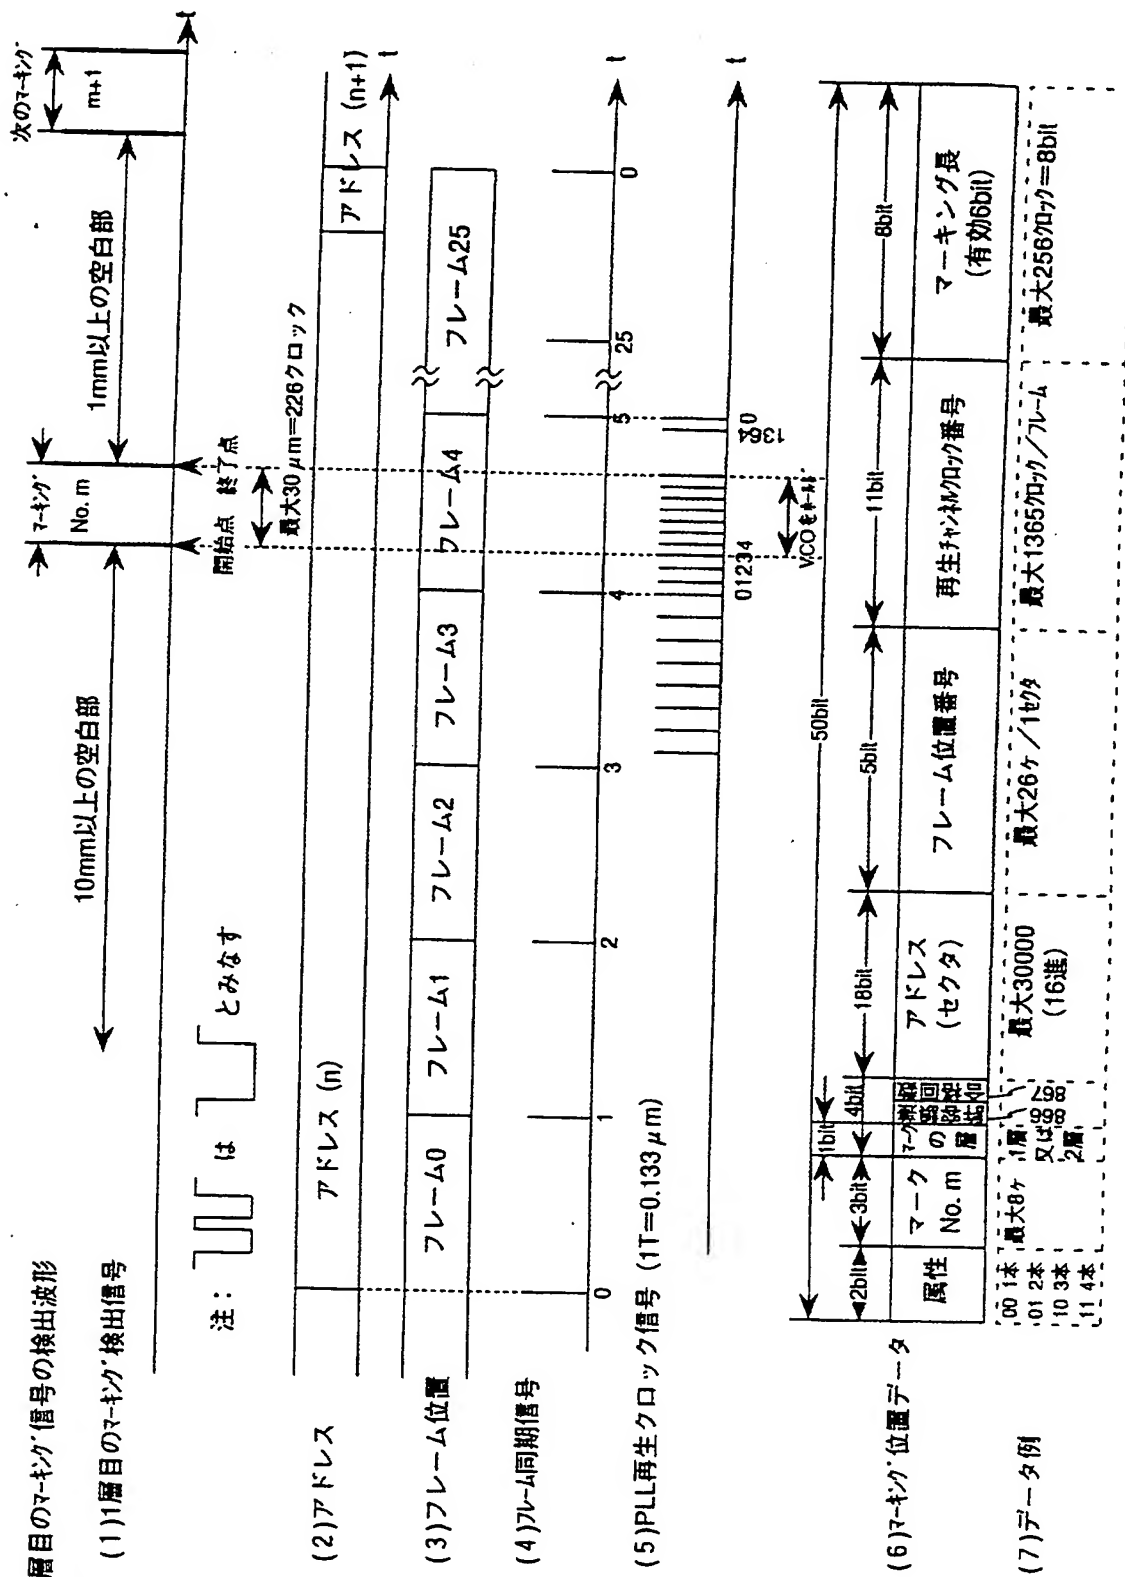 層目のマーキング信号の検出波形
(1)1層目のマーキング検出信号
10mm以上の空白部
マーキング
No. m
1mm以上の空白部
次のマーキング
m+1
t
開始点 終了点
注: は とみなす
最大30μm=226クロック
(2)アドレス
アドレス (n)
アドレス (n+1)
t
(3)フレーム位置
フレーム0
フレーム1
フレーム2
フレーム3
フレーム4
フレーム25
(4)フレーム同期信号
0
1
2
3
4
5
25
0
t
(5)PLL再生クロック信号 (1T=0.133μm)
01234
1364
0
t
VCOをホールド
(6)マーキング位置データ
50bit
2bit
3bit
1bit
4bit
18bit
5bit
11bit
8bit
属性
マーク
No. m
マーク
の
層
アドレス
(セクタ)
フレーム位置番号
再生チャンネルクロック番号
マーキング長
(有効6bit)
(7)データ例
00 1本
01 2本
10 3本
11 4本
最大8ヶ
1層
又は
2層
866
867
最大30000
(16進)
最大26ヶ/1セクタ
最大1365クロック/フレーム
最大256クロック=8bit